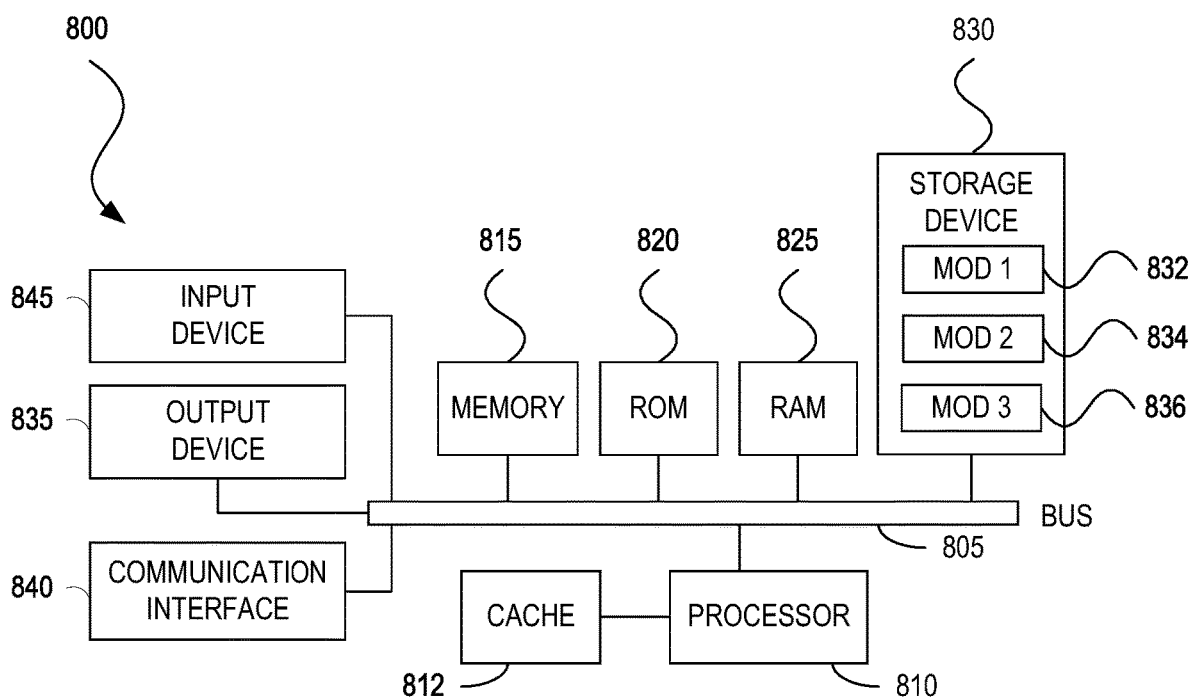 800
830
STORAGE
DEVICE
815
820
825
MOD 1
832
845
INPUT
DEVICE
MOD 2
834
835
OUTPUT
DEVICE
MEMORY
ROM
RAM
MOD 3
836
BUS
805
840
COMMUNICATION
INTERFACE
CACHE
PROCESSOR
812
810